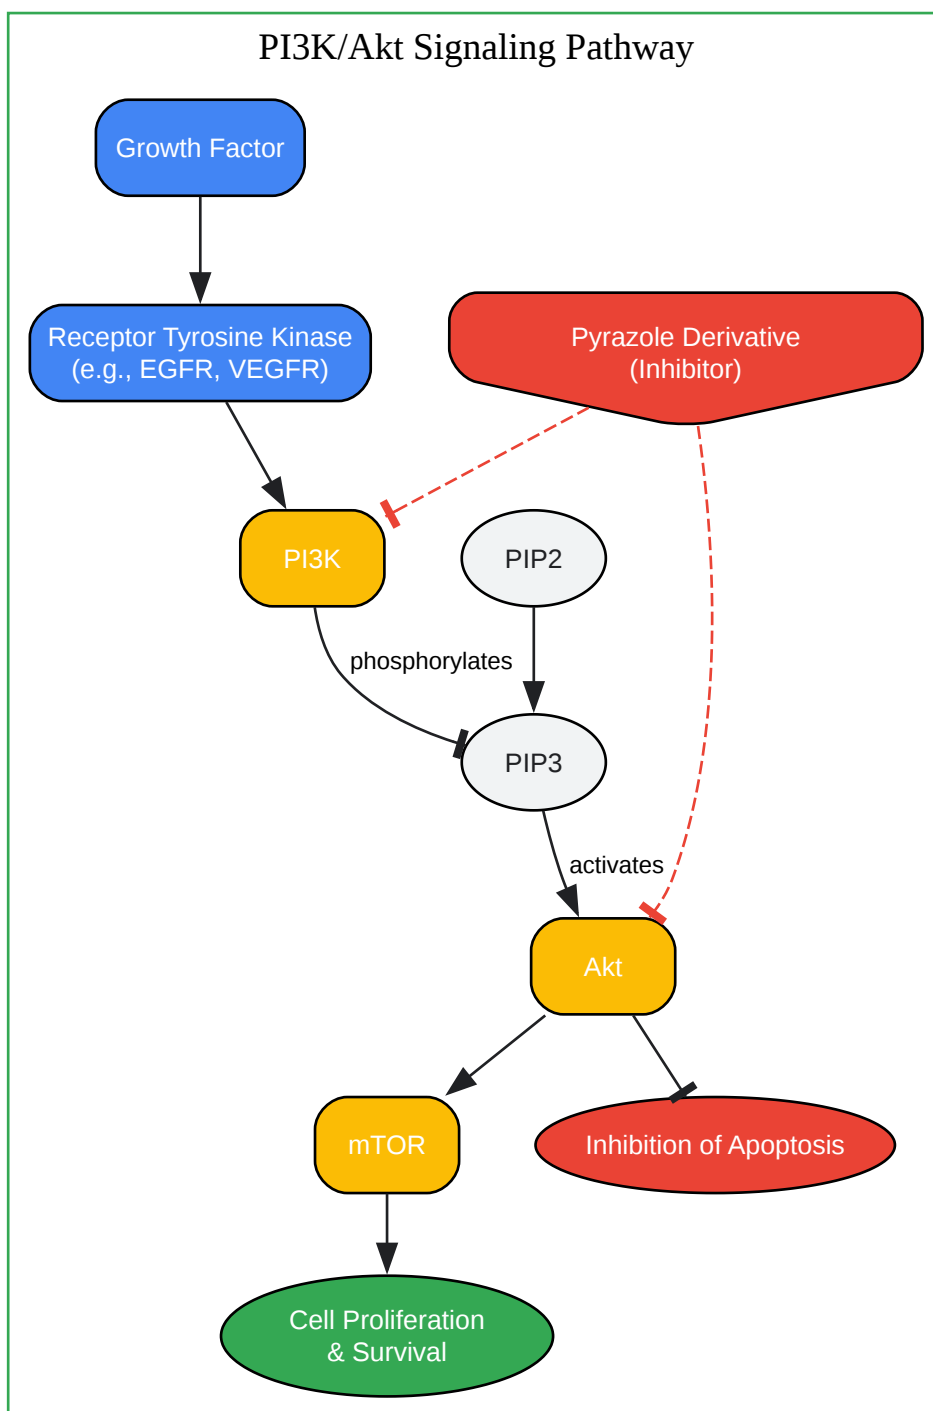 PI3K/Akt Signaling Pathway
Growth Factor
Receptor Tyrosine Kinase
(e.g., EGFR, VEGFR)
Pyrazole Derivative
(Inhibitor)
PI3K
PIP2
phosphorylates
PIP3
activates
Akt
mTOR
Inhibition of Apoptosis
Cell Proliferation
& Survival